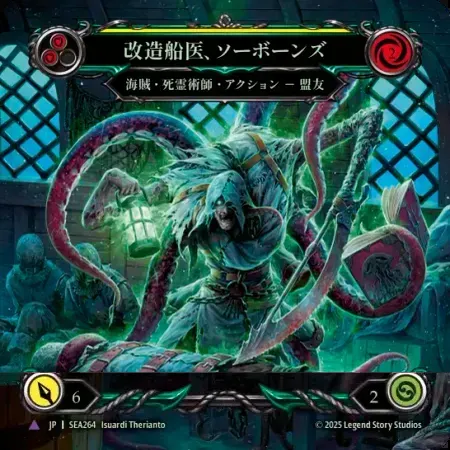 改造船医、ソーボーンズ
海賊・死霊術師・アクション － 盟友
6
2
JP | SEA264 Isuardi Therianto
© 2025 Legend Story Studios